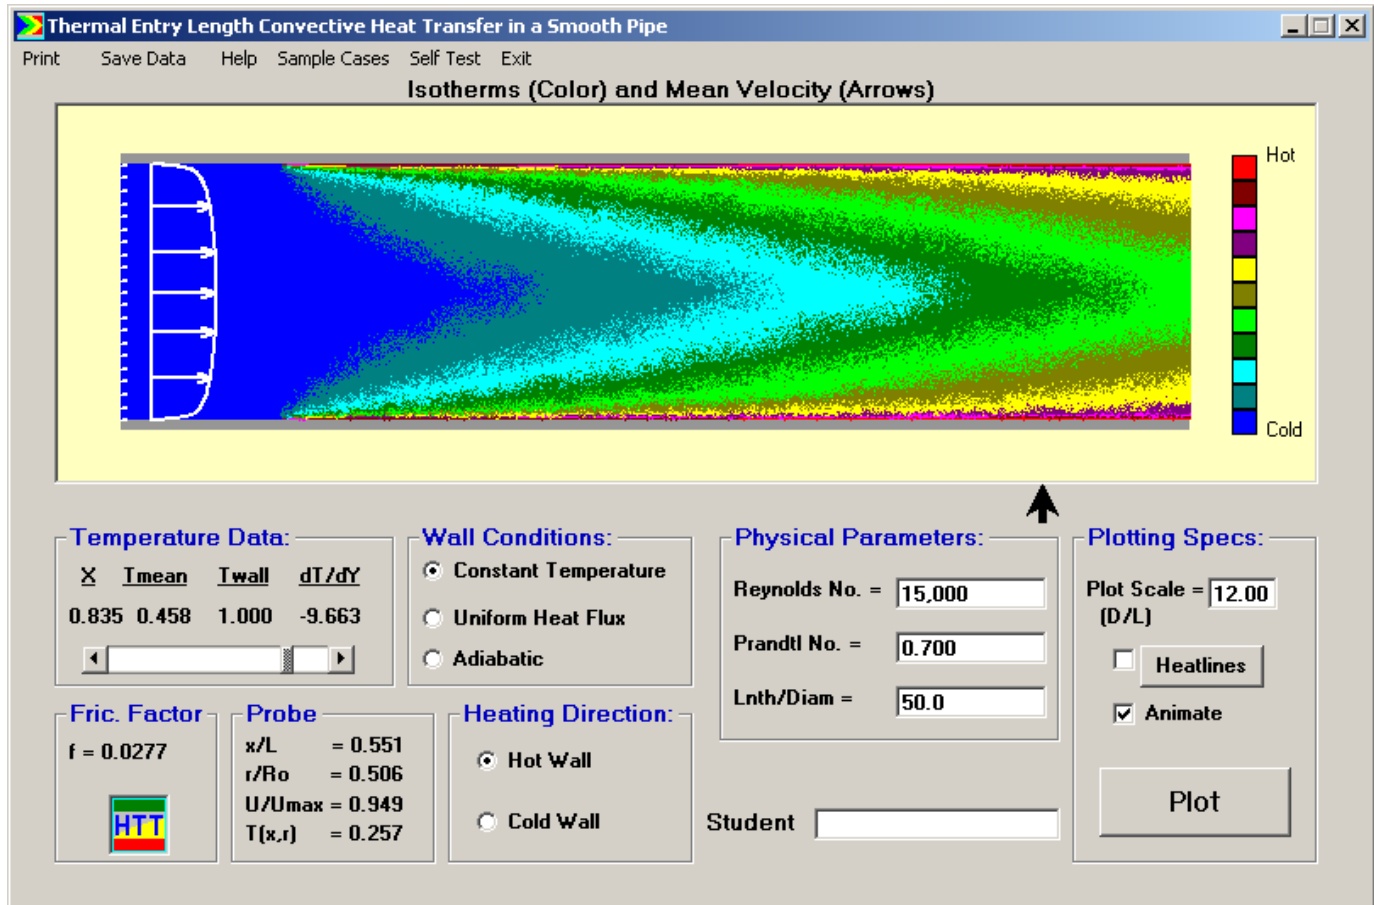 Thermal Entry Length Convective Heat Transfer in a Smooth Pipe
Print Save Data Help Sample Cases Self Test Exit
Isotherms (Color) and Mean Velocity (Arrows)
Hot
Cold
Temperature Data:
X Tmean Twall dT/dY
0.835 0.458 1.000 -9.663
Wall Conditions:
Constant Temperature
Uniform Heat Flux
Adiabatic
Physical Parameters:
Reynolds No. = 15,000
Prandtl No. = 0.700
Lnth/Diam = 50.0
Plotting Specs:
Plot Scale = 12.00
(D/L)
Heatlines
Animate
Plot
Fric. Factor
f = 0.0277
HTT
Probe
x/L = 0.551
r/Ro = 0.506
U/Umax = 0.949
T(x,r) = 0.257
Heating Direction:
Hot Wall
Cold Wall
Student